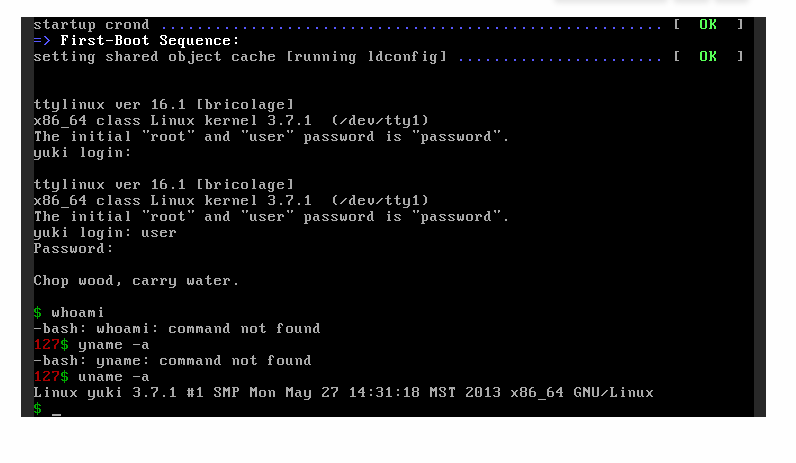 startup crond ........................................................ [  OK  ]
=> First-Boot Sequence:
setting shared object cache [running ldconfig] ....................... [  OK  ]
ttylinux ver 16.1 [bricolage]
x86_64 class Linux kernel 3.7.1  (/dev/tty1)
The initial "root" and "user" password is "password".
yuki login:
ttylinux ver 16.1 [bricolage]
x86_64 class Linux kernel 3.7.1  (/dev/tty1)
The initial "root" and "user" password is "password".
yuki login: user
Password:
Chop wood, carry water.
$ whoami
-bash: whoami: command not found
127$ yname -a
-bash: yname: command not found
127$ uname -a
Linux yuki 3.7.1 #1 SMP Mon May 27 14:31:18 MST 2013 x86_64 GNU/Linux
$ _